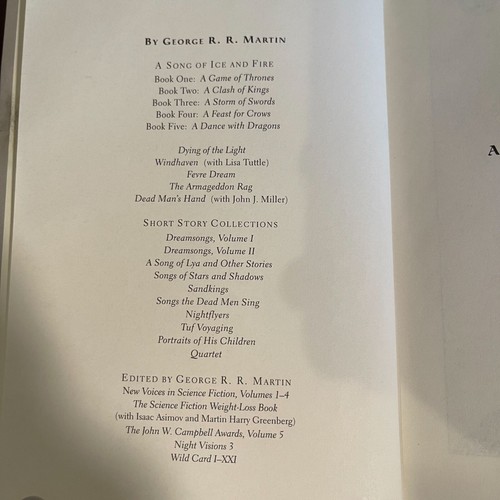 BY GEORGE R. R. MARTIN
A SONG OF ICE AND FIRE
Book One: A Game of Thrones
Book Two: A Clash of Kings
Book Three: A Storm of Swords
Book Four: A Feast for Crows
Book Five: A Dance with Dragons
Dying of the Light
Windhaven (with Lisa Tuttle)
Fevre Dream
The Armageddon Rag
Dead Man's Hand (with John J. Miller)
SHORT STORY COLLECTIONS
Dreamsongs, Volume I
Dreamsongs, Volume II
A Song of Lya and Other Stories
Songs of Stars and Shadows
Sandkings
Songs the Dead Men Sing
Nightflyers
Tuf Voyaging
Portraits of His Children
Quartet
EDITED BY GEORGE R. R. MARTIN
New Voices in Science Fiction, Volumes 1–4
The Science Fiction Weight-Loss Book
(with Isaac Asimov and Martin Harry Greenberg)
The John W. Campbell Awards, Volume 5
Night Visions 3
Wild Card I–XXI
A